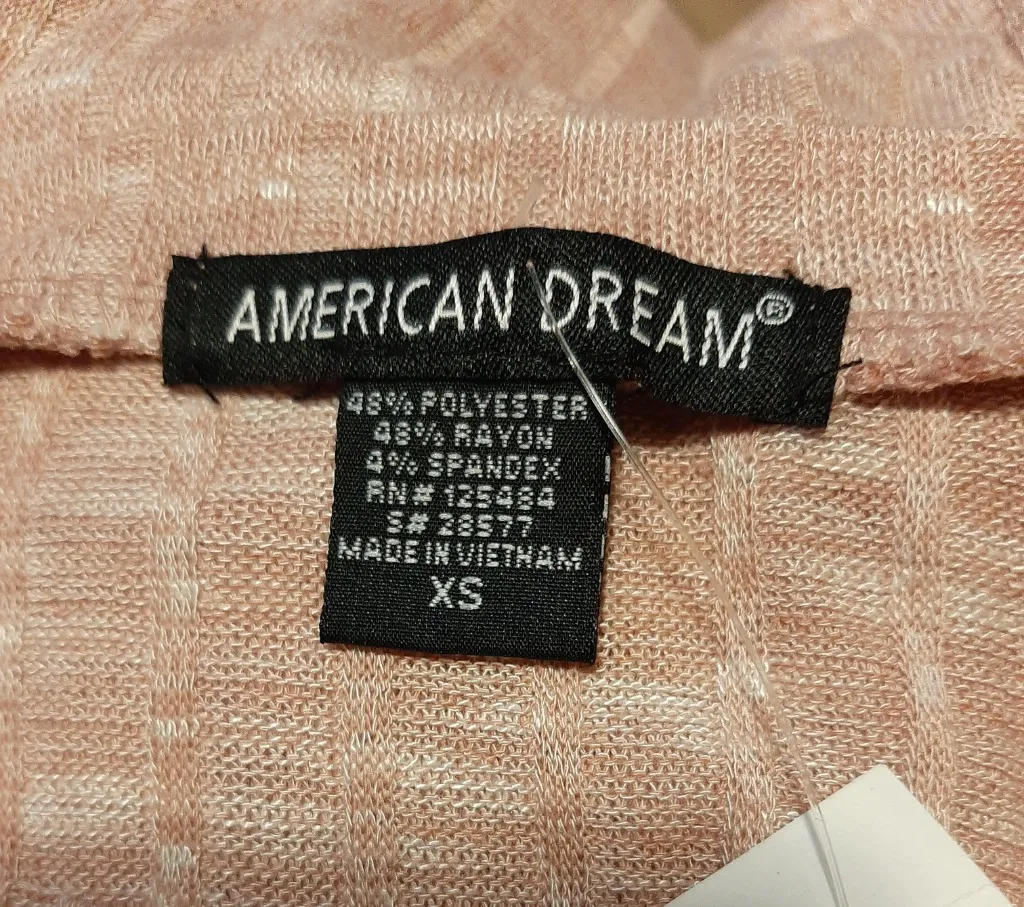 AMERICAN DREAM®
48% POLYESTER
48% RAYON
4% SPANDEX
RN# 125484
S# 28577
MADE IN VIETNAM
XS